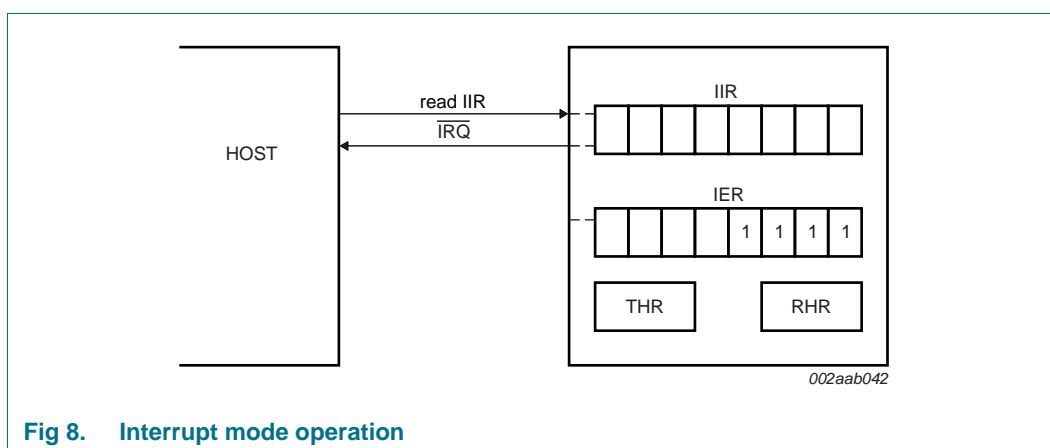 read IIR
IRQ
HOST
IIR
IER
1 1 1 1
THR RHR
002aab042
Fig 8. Interrupt mode operation